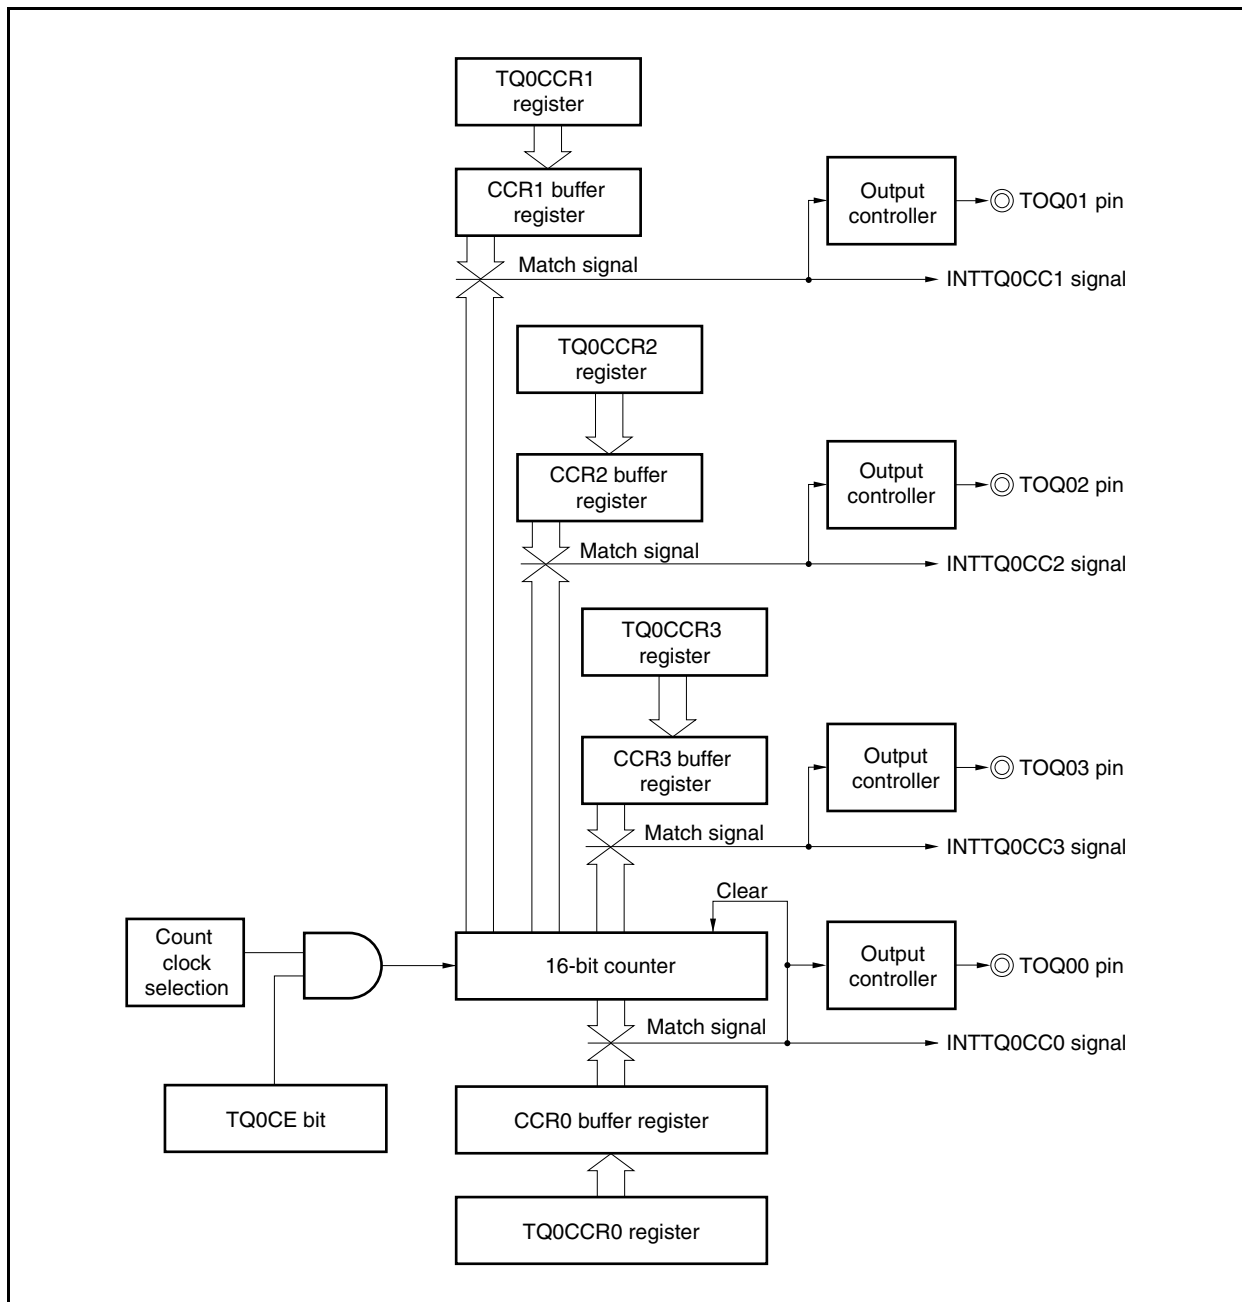 TQ0CCR1
register
CCR1 buffer
register
Output
controller
TOQ01 pin
Match signal
INTTQ0CC1 signal
TQ0CCR2
register
CCR2 buffer
register
Output
controller
TOQ02 pin
Match signal
INTTQ0CC2 signal
TQ0CCR3
register
CCR3 buffer
register
Output
controller
TOQ03 pin
Match signal
INTTQ0CC3 signal
Clear
Count
clock
selection
16-bit counter
Output
controller
TOQ00 pin
Match signal
INTTQ0CC0 signal
TQ0CE bit
CCR0 buffer register
TQ0CCR0 register